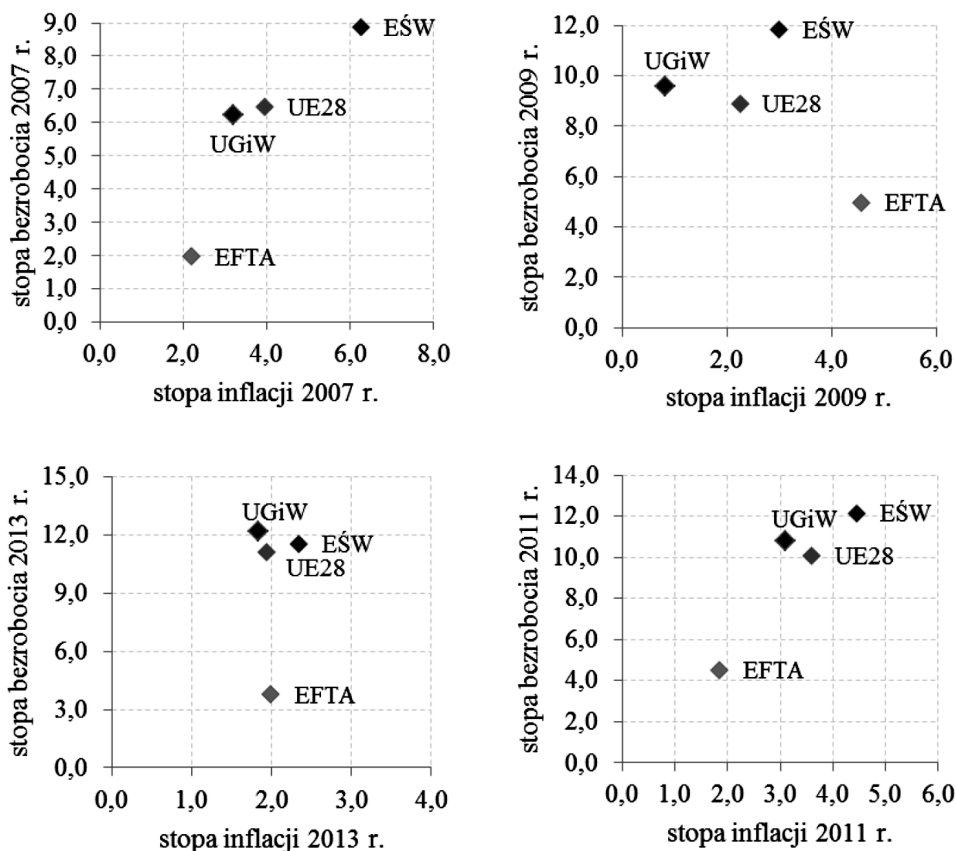 stopa bezrobocia 2007 r.
9,0
8,0
7,0
6,0
5,0
4,0
3,0
2,0
1,0
0,0
EŚW
UE28
UGiW
EFTA
0,0 2,0 4,0 6,0 8,0
stopa inflacji 2007 r.
stopa bezrobocia 2009 r.
12,0
10,0
8,0
6,0
4,0
2,0
0,0
EŚW
UGiW
UE28
EFTA
0,0 2,0 4,0 6,0
stopa inflacji 2009 r.
stopa bezrobocia 2013 r.
15,0
12,0
9,0
6,0
3,0
0,0
UGiW
EŚW
UE28
EFTA
0,0 1,0 2,0 3,0 4,0
stopa inflacji 2013 r.
stopa bezrobocia 2011 r.
14,0
12,0
10,0
8,0
6,0
4,0
2,0
0,0
EŚW
UGiW
UE28
EFTA
0,0 1,0 2,0 3,0 4,0 5,0 6,0
stopa inflacji 2011 r.